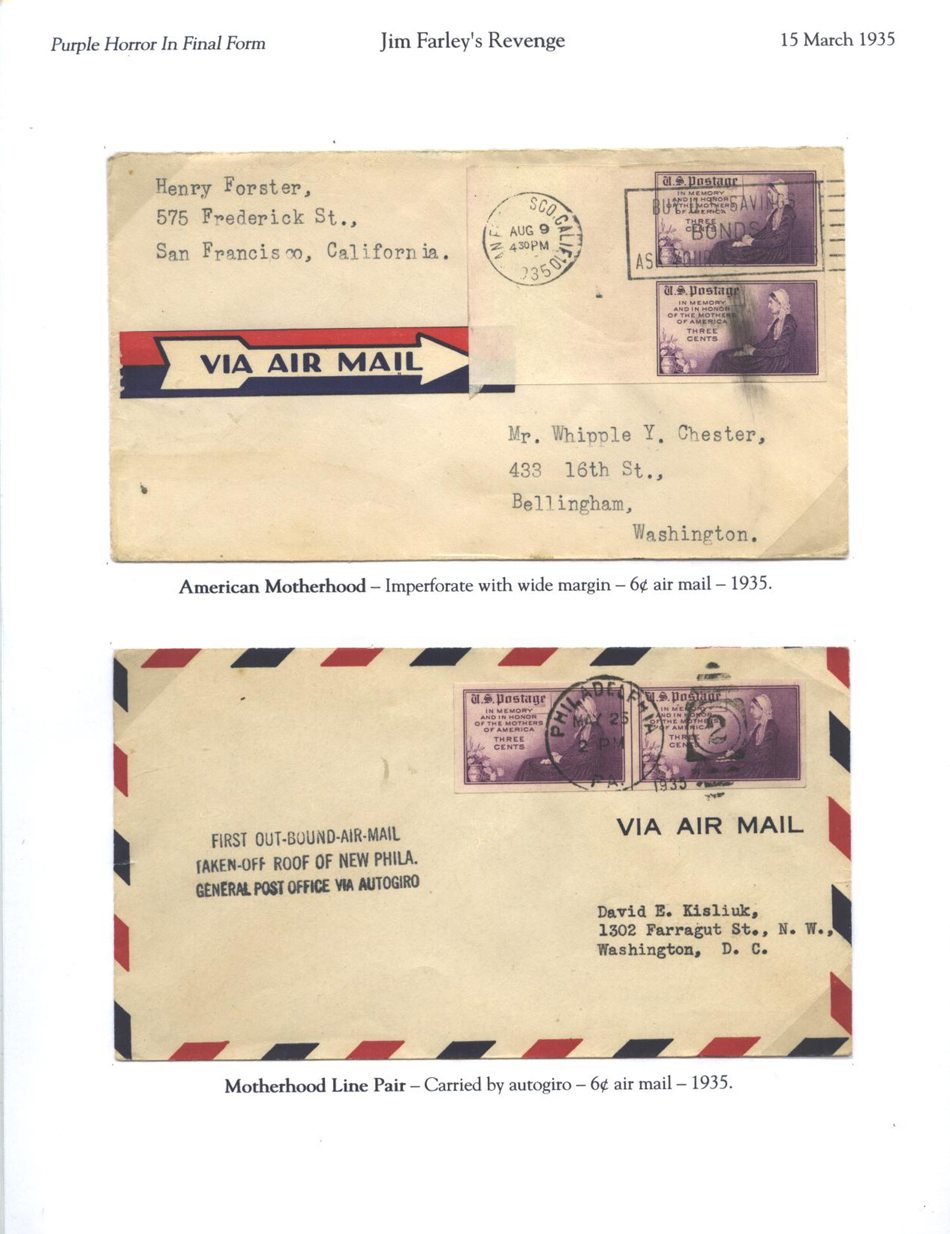 Purple Horror In Final Form
Jim Farley's Revenge
15 March 1935
Henry Forster,
575 Frederick St.,
San Francisco, California.
SCO, CALIF
AUG 9
4 30 PM
1935
BONDS
U.S. Postage
IN MEMORY
AND IN HONOR
OF THE MOTHERS
OF AMERICA
THREE
CENTS
U.S. Postage
IN MEMORY
AND IN HONOR
OF THE MOTHERS
OF AMERICA
THREE
CENTS
VIA AIR MAIL
Mr. Whipple Y. Chester,
433 16th St.,
Bellingham,
Washington.
American Motherhood – Imperforate with wide margin – 6¢ air mail – 1935.
U.S. Postage
IN MEMORY
AND IN HONOR
OF THE MOTHERS
OF AMERICA
THREE
CENTS
U.S. Postage
IN MEMORY
AND IN HONOR
OF THE MOTHERS
OF AMERICA
THREE
CENTS
PHILADELPHIA
MAY 25
2 PM
PA.
1935
2
VIA AIR MAIL
FIRST OUT-BOUND-AIR-MAIL
TAKEN-OFF ROOF OF NEW PHILA.
GENERAL POST OFFICE VIA AUTOGIRO
David E. Kisliuk,
1302 Farragut St., N. W.,
Washington, D. C.
Motherhood Line Pair – Carried by autogiro – 6¢ air mail – 1935.